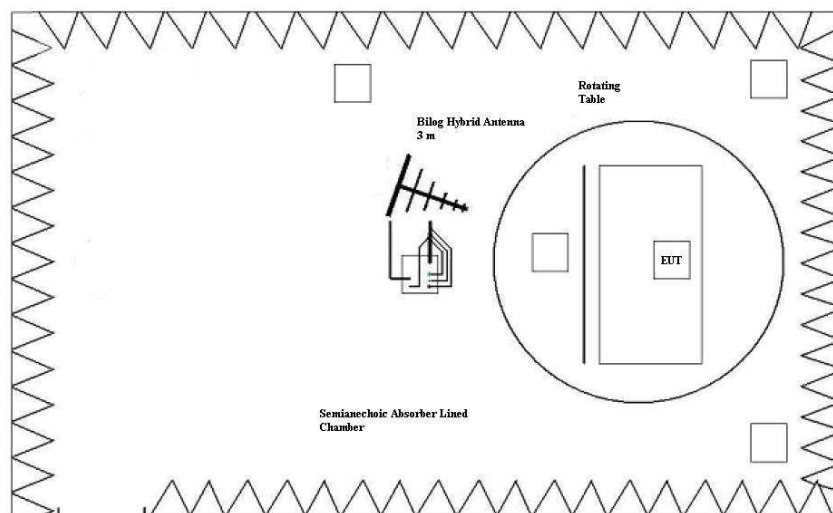 Rotating
Table
Bilog Hybrid Antenna
3 m
EUT
Semianechoic Absorber Lined
Chamber